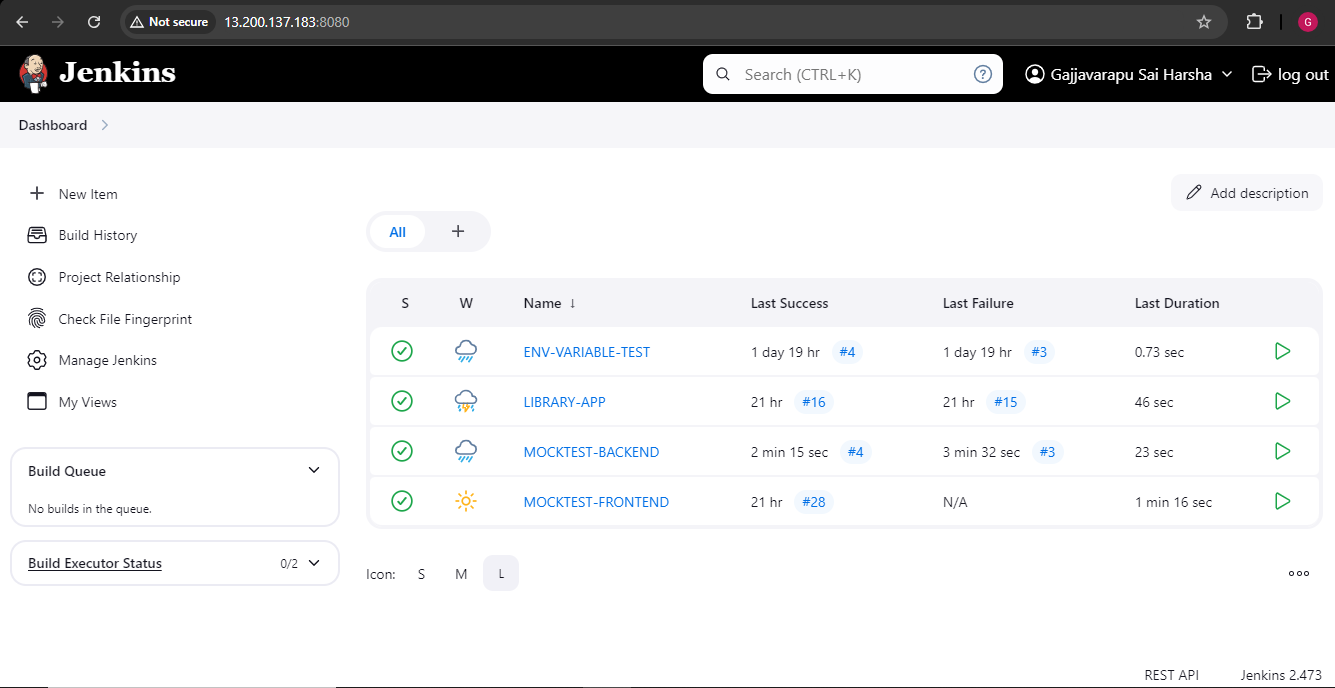 Not secure 13.200.137.183:8080 G
Jenkins Search (CTRL+K) ? Gajjavarapu Sai Harsha log out
Dashboard
New Item
Build History
Project Relationship
Check File Fingerprint
Manage Jenkins
My Views
Build Queue
No builds in the queue.
Build Executor Status 0/2
Add description
All +
S W Name ↓ Last Success Last Failure Last Duration
ENV-VARIABLE-TEST 1 day 19 hr #4 1 day 19 hr #3 0.73 sec
LIBRARY-APP 21 hr #16 21 hr #15 46 sec
MOCKTEST-BACKEND 2 min 15 sec #4 3 min 32 sec #3 23 sec
MOCKTEST-FRONTEND 21 hr #28 N/A 1 min 16 sec
Icon: S M L
REST API Jenkins 2.473